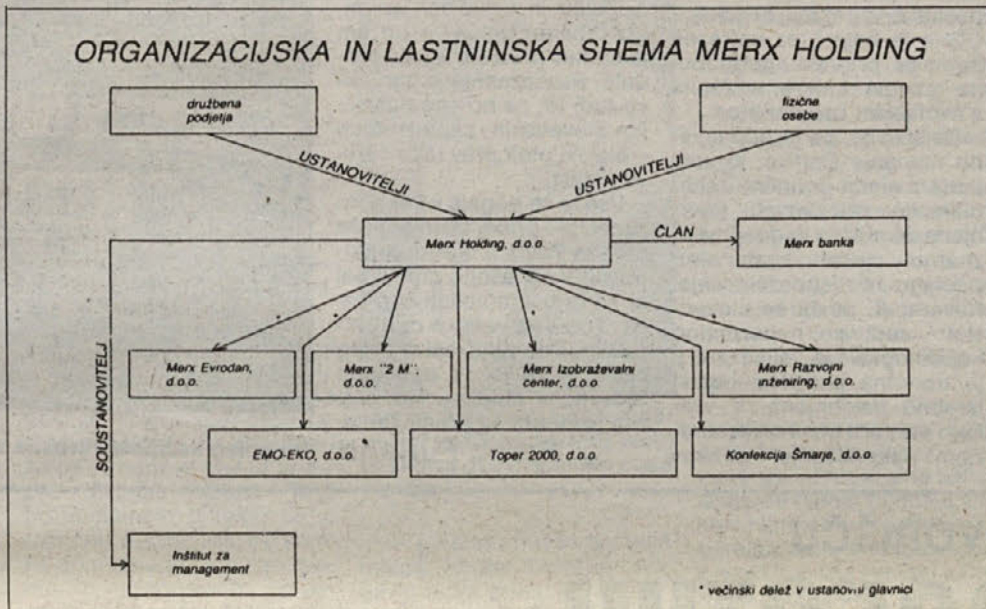 ORGANIZACIJSKA IN LASTNINSKA SHEMA MERX HOLDING
družbena
podjetja
fizične
osebe
USTANOVITELJI
USTANOVITELJI
Merx Holding, d.o.o.
ČLAN
Merx banka
SOUSTANOVITELJ
Merx Evrodan,
d.o.o.
Merx "2 M",
d.o.o.
Merx Izobraževalni
center, d.o.o.
Merx Razvojni
inženiring, d.o.o.
EMO-EKO, d.o.o.
Toper 2000, d.o.o.
Konfekcija Šmarje, d.o.o.
Inštitut za
management
* večinski delež v ustanovni glavnici